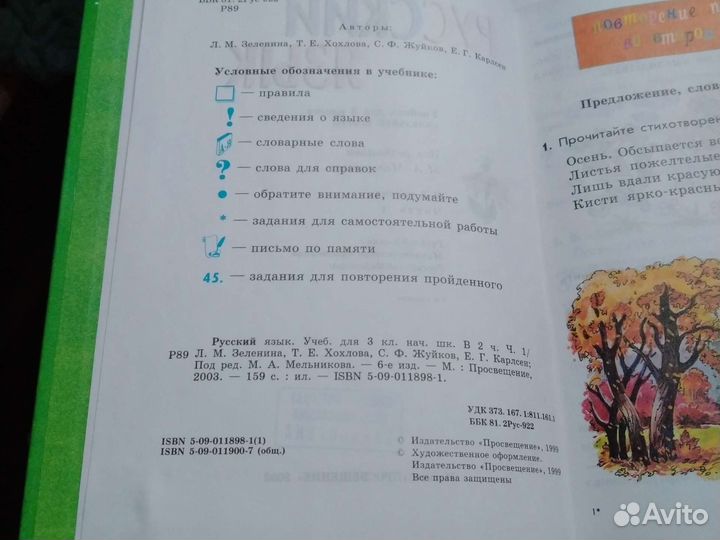 Р89
Авторы:
Л. М. Зеленина, Т. Е. Хохлова, С. Ф. Жуйков, Е. Г. Карлсен
Условные обозначения в учебнике:
— правила
! — сведения о языке
— словарные слова
? — слова для справок
● — обратите внимание, подумайте
* — задания для самостоятельной работы
— письмо по памяти
45. — задания для повторения пройденного
Русский язык. Учеб. для 3 кл. нач. шк. В 2 ч. Ч. 1/
Р89 Л. М. Зеленина, Т. Е. Хохлова, С. Ф. Жуйков, Е. Г. Карлсен;
Под ред. М. А. Мельникова. — 6-е изд. — М. : Просвещение,
2003. — 159 с. : ил. — ISBN 5-09-011898-1.
УДК 373. 167. 1:811.161.1
ББК 81. 2Рус-922
ISBN 5-09-011898-1(1)
ISBN 5-09-011900-7 (общ.)
© Издательство «Просвещение», 1999
© Художественное оформление.
Издательство «Просвещение», 1999
Все права защищены
повторение
Предложение,
1. Прочитайте
Осень. Обсыпается
Листья пожелтелые
Лишь вдали
Кисти
1*
Avito